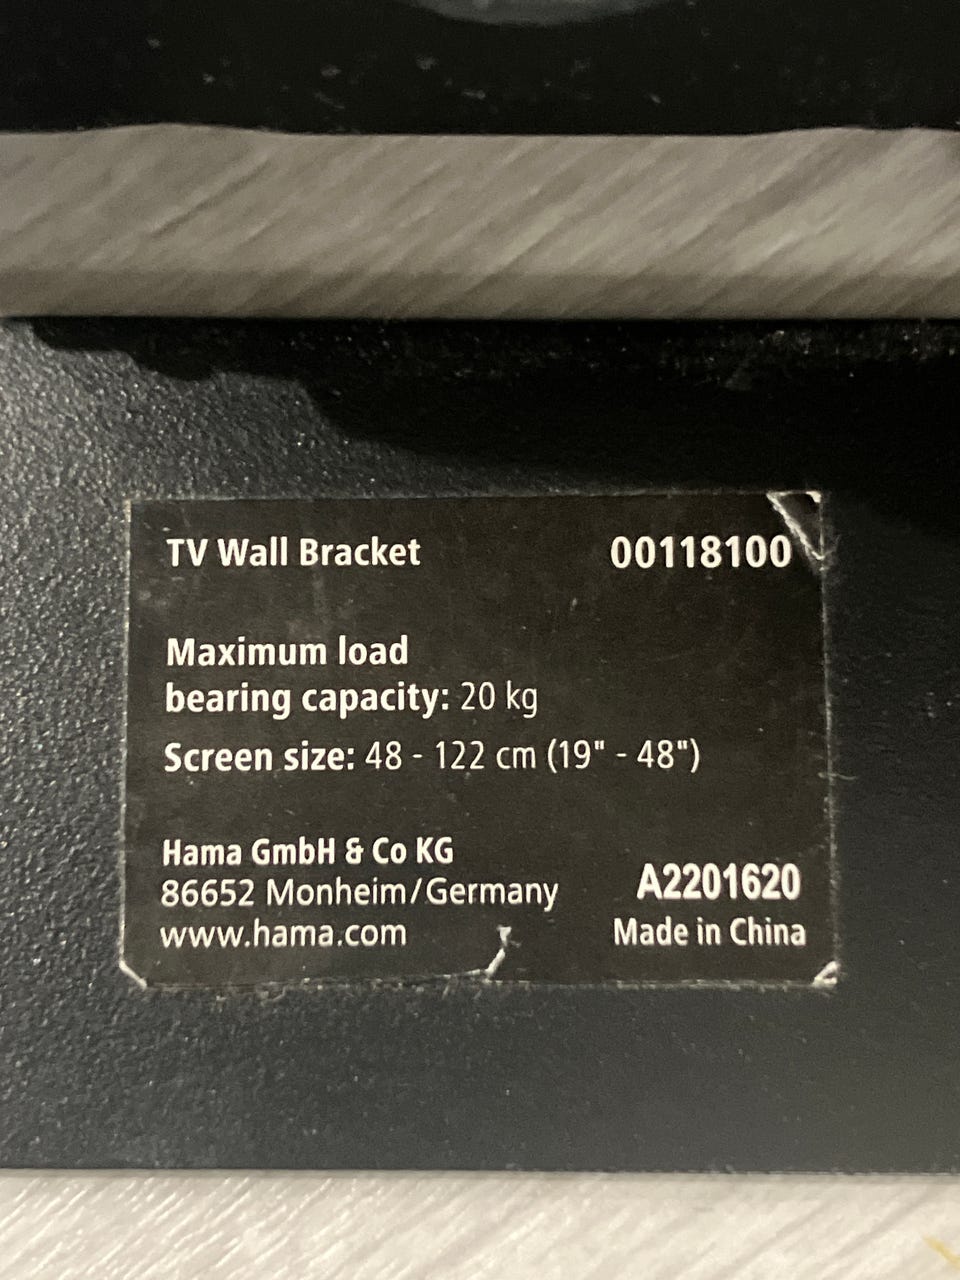 TV Wall Bracket 00118100
Maximum load
bearing capacity: 20 kg
Screen size: 48 - 122 cm (19" - 48")
Hama GmbH & Co KG
86652 Monheim/Germany A2201620
www.hama.com Made in China